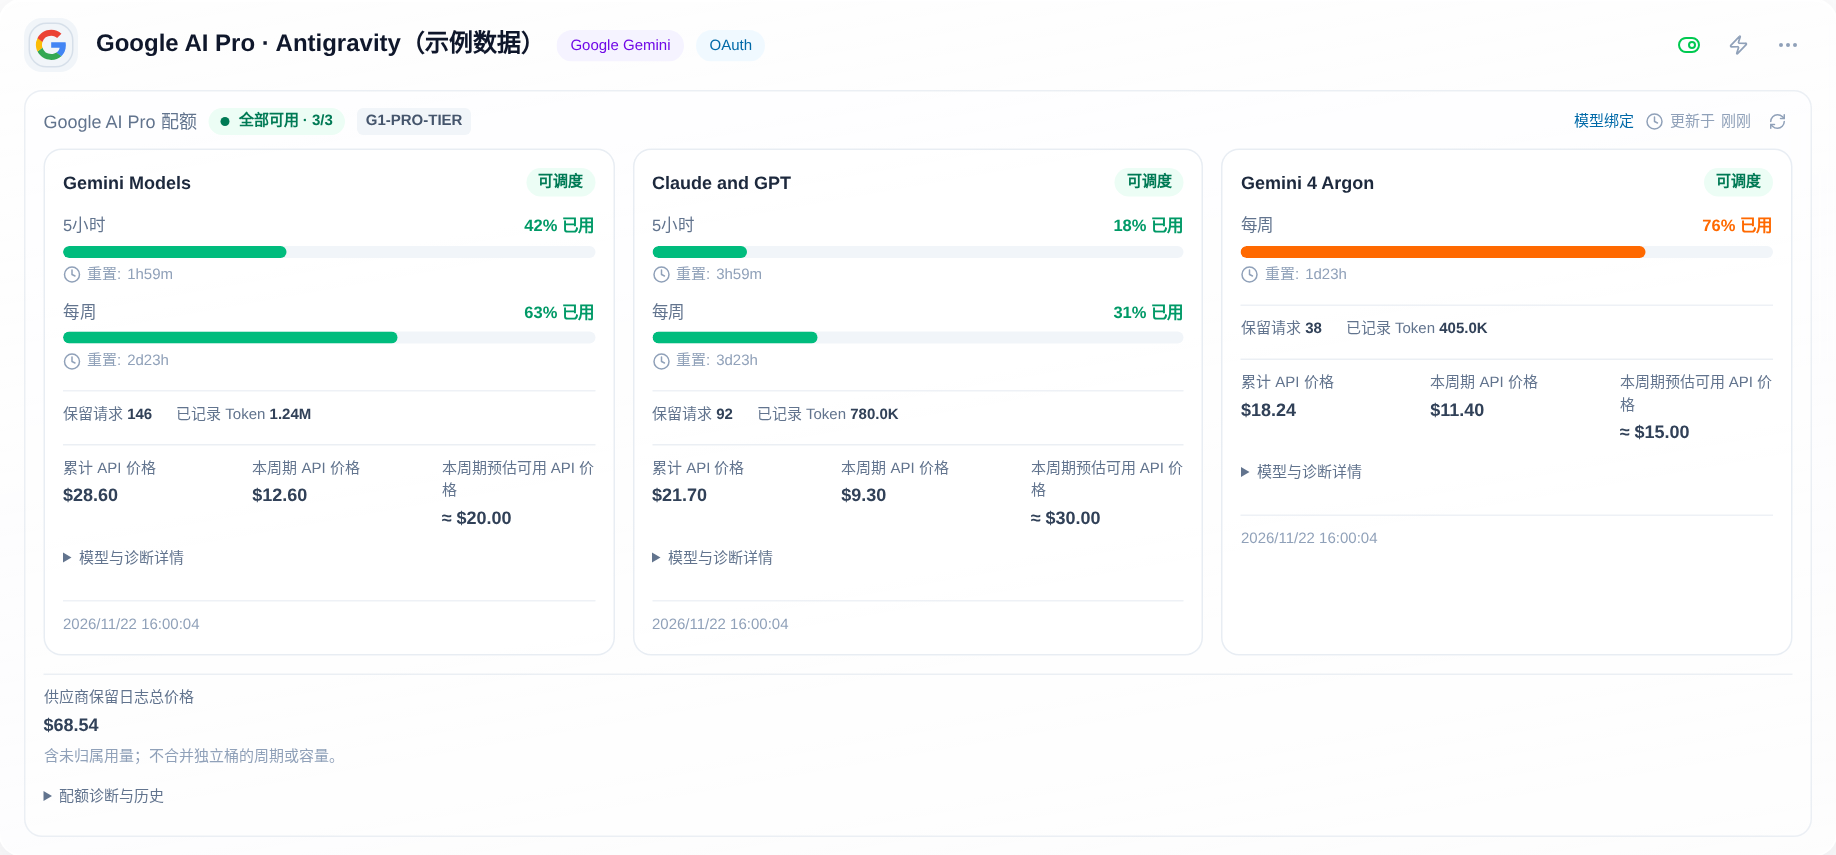 Google AI Pro · Antigravity（示例数据）
Google Gemini
OAuth
Google AI Pro 配额
全部可用 · 3/3
G1-PRO-TIER
模型绑定
更新于 刚刚
Gemini Models
可调度
5小时
42% 已用
重置: 1h59m
每周
63% 已用
重置: 2d23h
保留请求 146
已记录 Token 1.24M
累计 API 价格
$28.60
本周期 API 价格
$12.60
本周期预估可用 API 价
格
≈ $20.00
模型与诊断详情
2026/11/22 16:00:04
Claude and GPT
可调度
5小时
18% 已用
重置: 3h59m
每周
31% 已用
重置: 3d23h
保留请求 92
已记录 Token 780.0K
累计 API 价格
$21.70
本周期 API 价格
$9.30
本周期预估可用 API 价
格
≈ $30.00
模型与诊断详情
2026/11/22 16:00:04
Gemini 4 Argon
可调度
每周
76% 已用
重置: 1d23h
保留请求 38
已记录 Token 405.0K
累计 API 价格
$18.24
本周期 API 价格
$11.40
本周期预估可用 API 价
格
≈ $15.00
模型与诊断详情
2026/11/22 16:00:04
供应商保留日志总价格
$68.54
含未归属用量；不合并独立桶的周期或容量。
配额诊断与历史